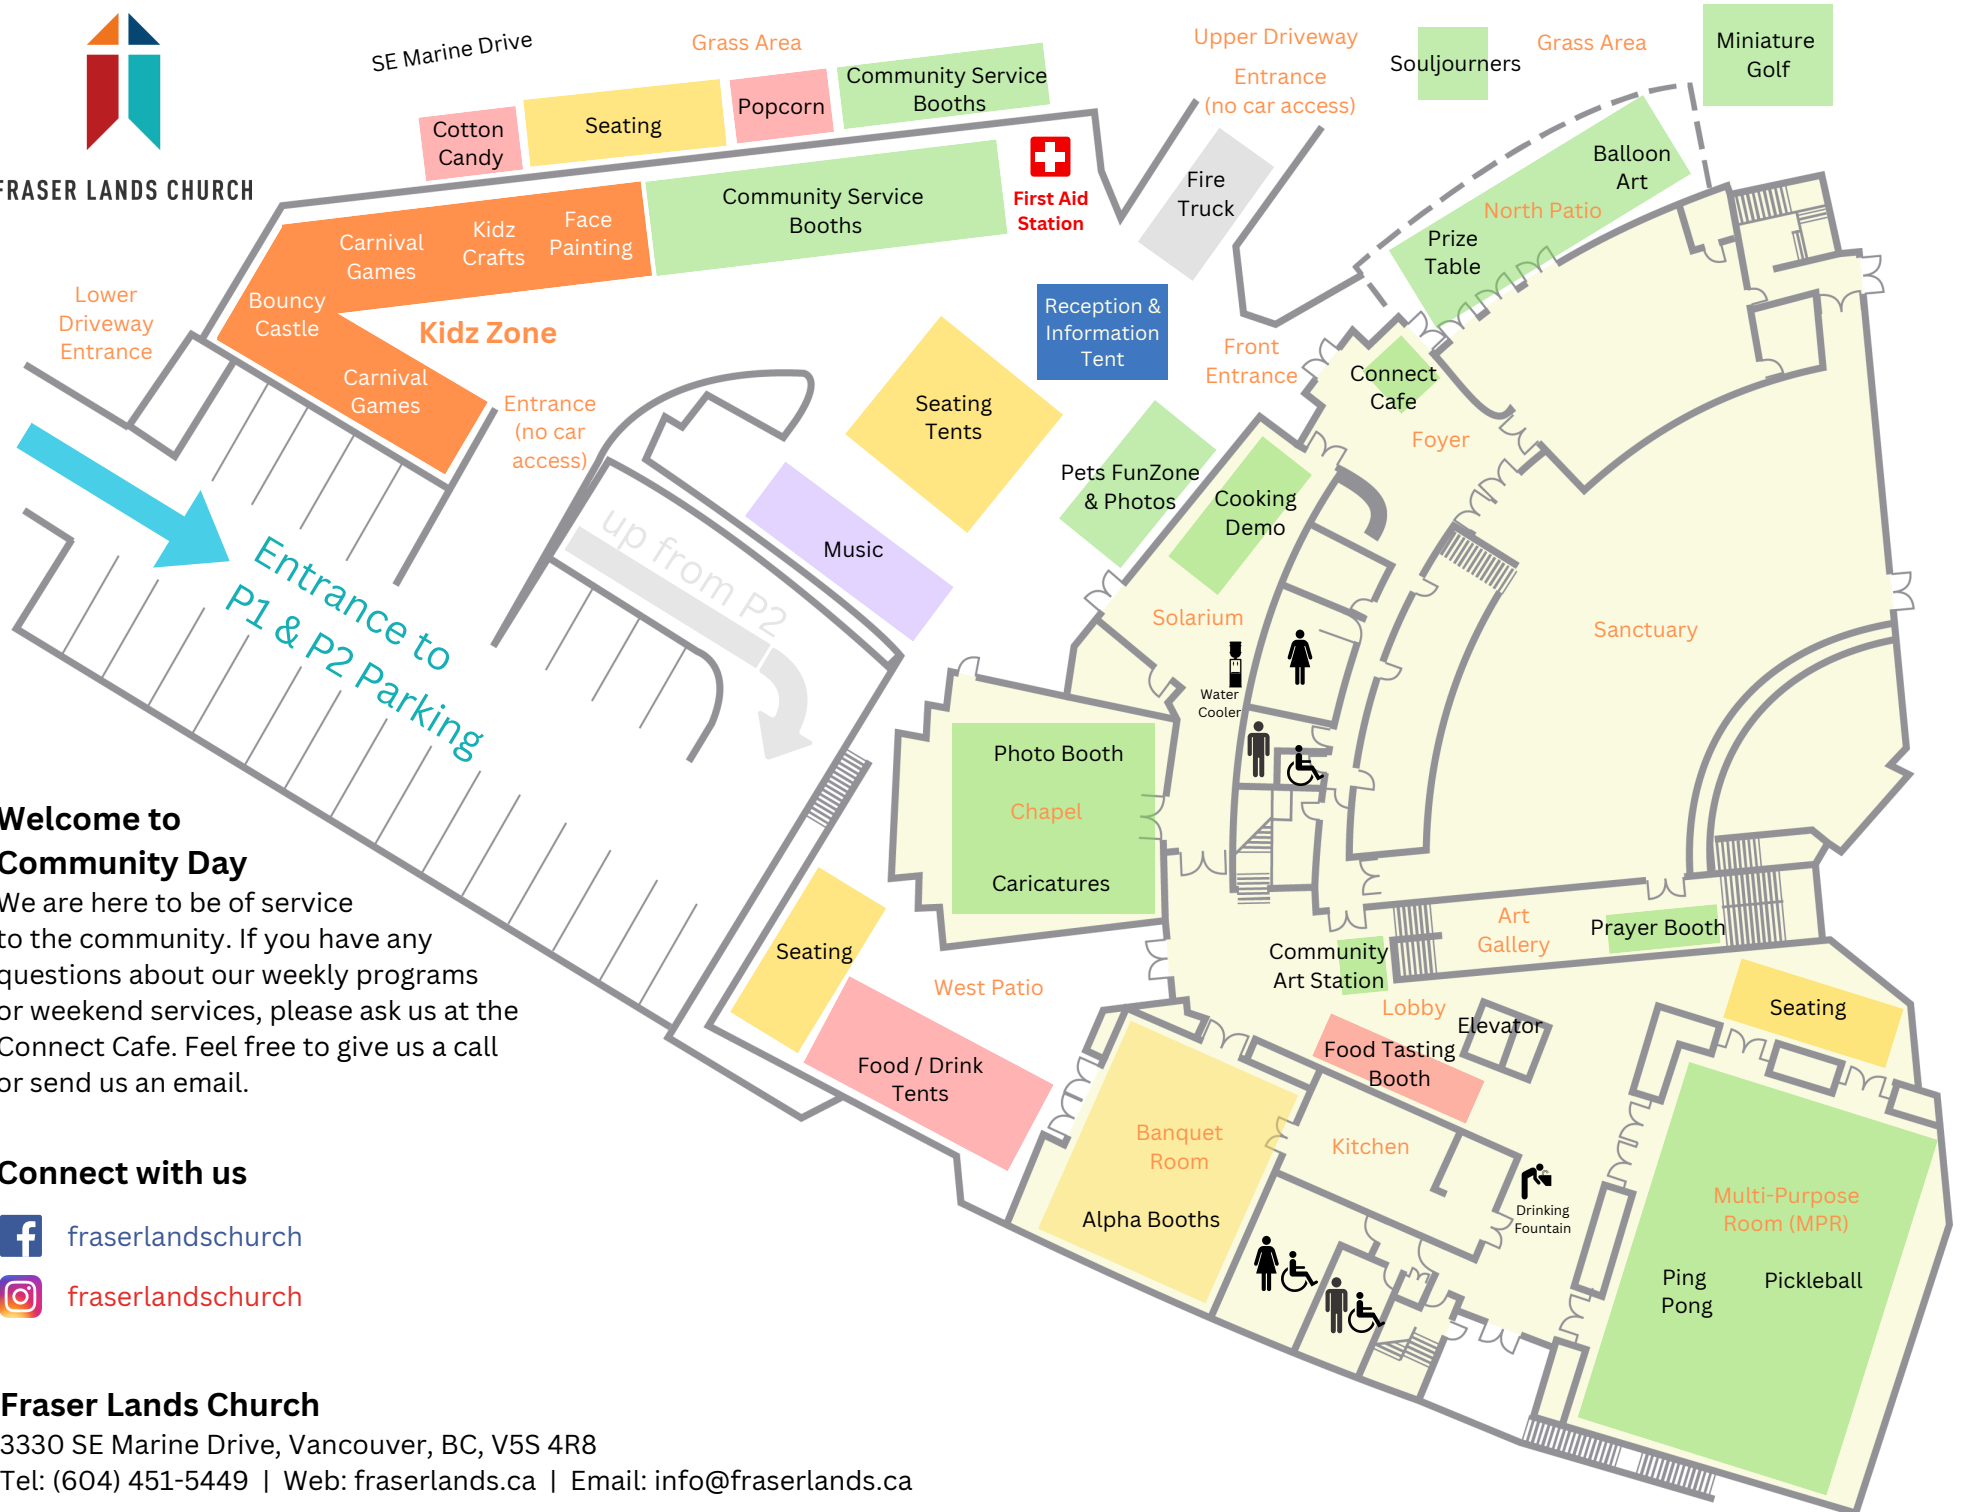 FRASER LANDS CHURCH
SE Marine Drive
Grass Area
Cotton
Candy
Seating
Popcorn
Community Service
Booths
Upper Driveway
Entrance
(no car access)
Souljourners
Grass Area
Miniature
Golf
Community Service
Booths
First Aid
Station
Fire
Truck
Balloon
Art
North Patio
Prize
Table
Face
Painting
Kidz
Crafts
Carnival
Games
Bouncy
Castle
Carnival
Games
Kidz Zone
Lower
Driveway
Entrance
Entrance
(no car
access)
Reception &
Information
Tent
Front
Entrance
Connect
Cafe
Foyer
Seating
Tents
Pets FunZone
& Photos
Cooking
Demo
Music
up from P2
Entrance to
P1 & P2 Parking
Solarium
Water
Cooler
Sanctuary
Photo Booth
Chapel
Caricatures
Seating
West Patio
Food / Drink
Tents
Community
Art Station
Art
Gallery
Prayer Booth
Lobby
Elevator
Food Tasting
Booth
Seating
Banquet
Room
Alpha Booths
Kitchen
Drinking
Fountain
Multi-Purpose
Room (MPR)
Ping
Pong
Pickleball
Welcome to
Community Day
We are here to be of service
to the community. If you have any
questions about our weekly programs
or weekend services, please ask us at the
Connect Cafe. Feel free to give us a call
or send us an email.
Connect with us
fraserlandschurch
fraserlandschurch
Fraser Lands Church
3330 SE Marine Drive, Vancouver, BC, V5S 4R8
Tel: (604) 451-5449 | Web: fraserlands.ca | Email: info@fraserlands.ca